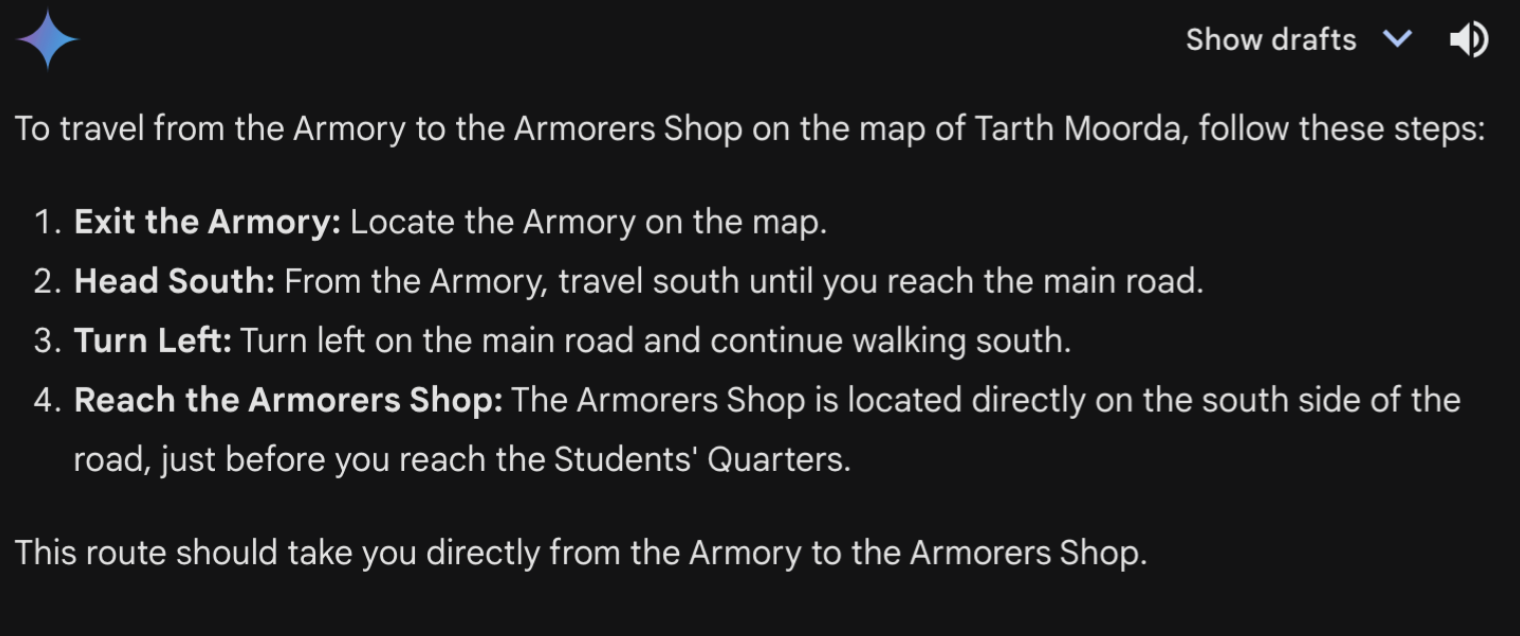 Show drafts
To travel from the Armory to the Armorers Shop on the map of Tarth Moorda, follow these steps:
1. Exit the Armory: Locate the Armory on the map.
2. Head South: From the Armory, travel south until you reach the main road.
3. Turn Left: Turn left on the main road and continue walking south.
4. Reach the Armorers Shop: The Armorers Shop is located directly on the south side of the
road, just before you reach the Students' Quarters.
This route should take you directly from the Armory to the Armorers Shop.